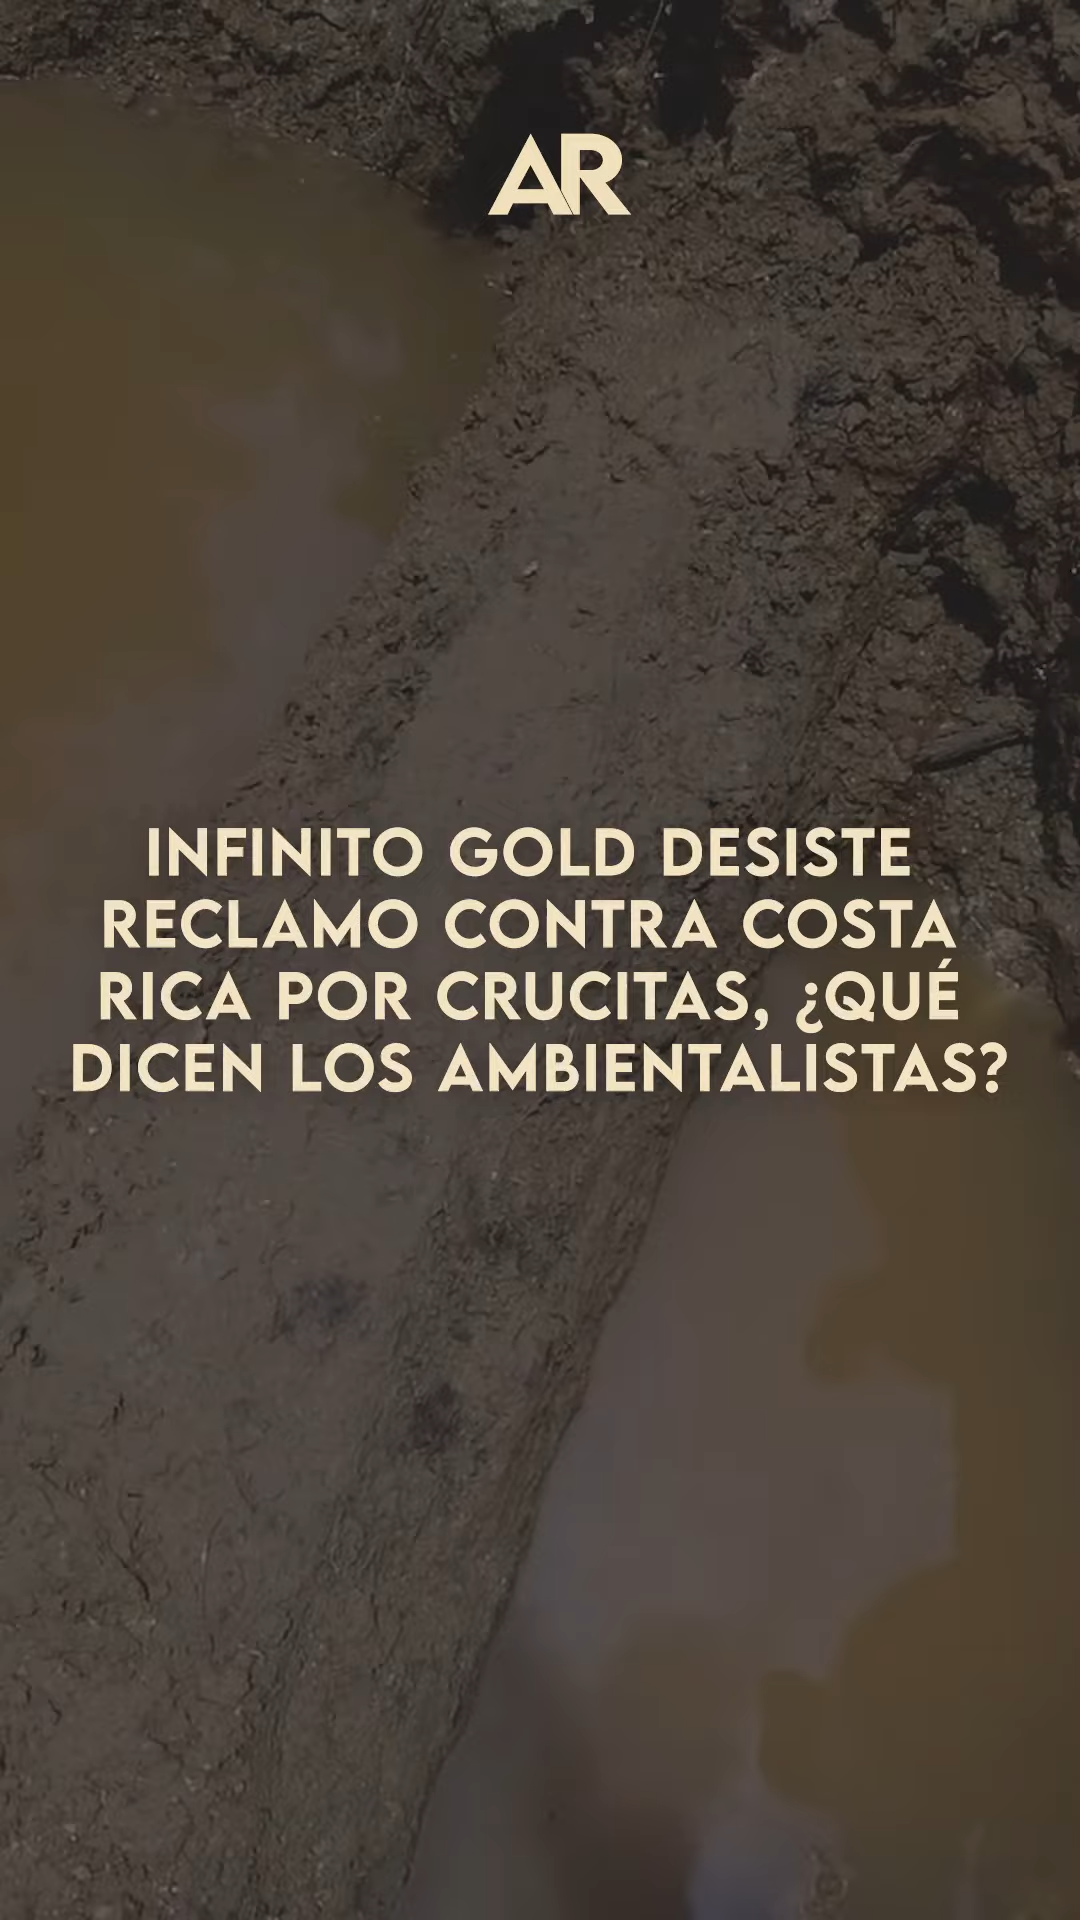 AR
INFINITO GOLD DESISTE
RECLAMO CONTRA COSTA
RICA POR CRUCITAS, ¿QUÉ
DICEN LOS AMBIENTALISTAS?